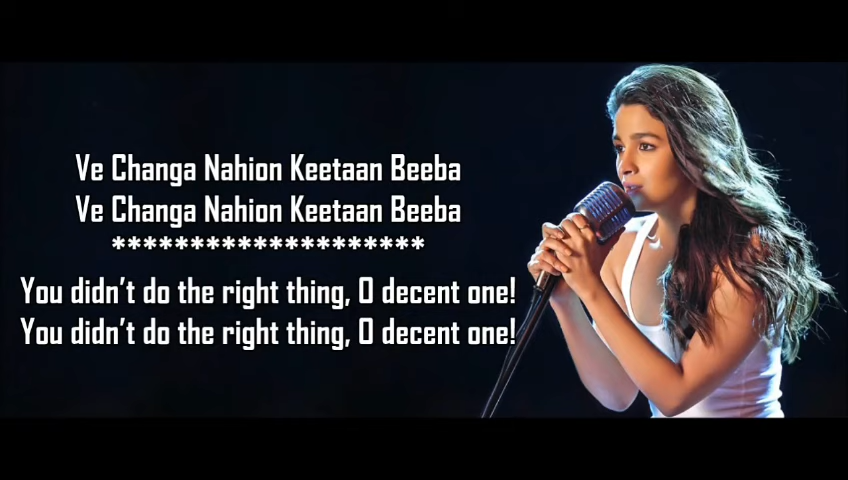 Ve Changa Nahion Keetaan Beeba
Ve Changa Nahion Keetaan Beeba
********************
You didn't do the right thing, O decent one!
You didn't do the right thing, O decent one!